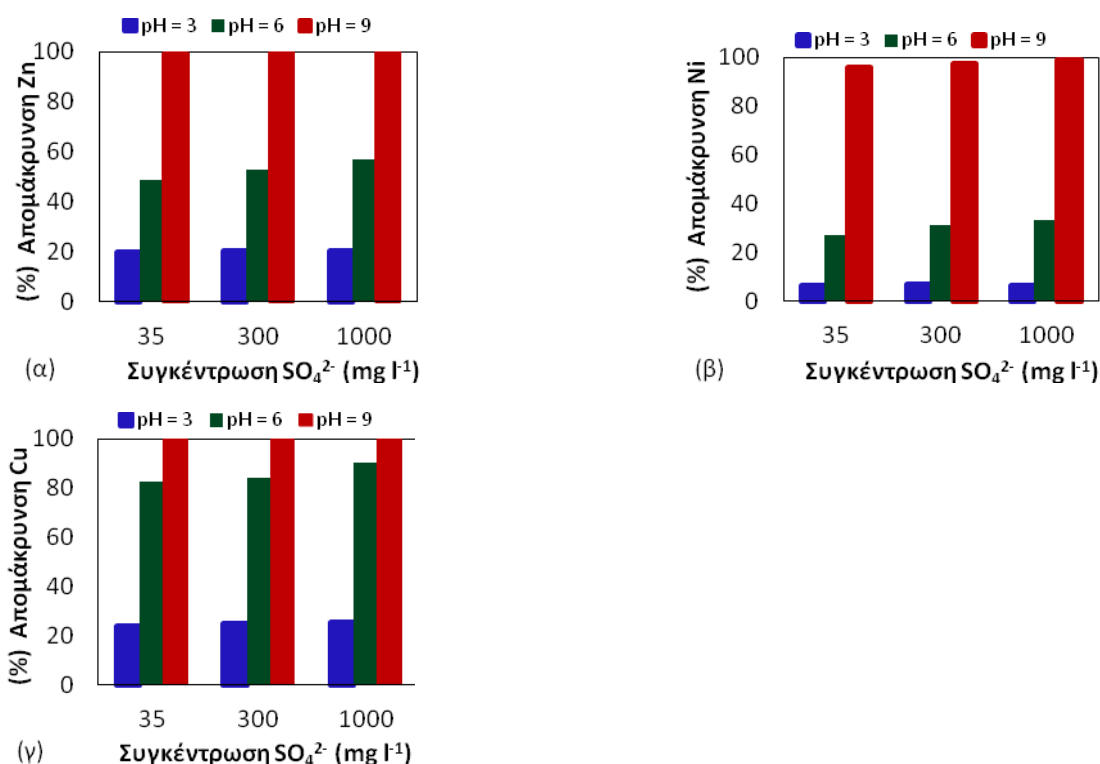 pH = 3 pH = 6 pH = 9
(%) Απομάκρυνση Zn
100
80
60
40
20
0
35 300 1000
Συγκέντρωση SO₄²⁻ (mg l⁻¹)
(α)
pH = 3 pH = 6 pH = 9
(%) Απομάκρυνση Ni
100
80
60
40
20
0
35 300 1000
Συγκέντρωση SO₄²⁻ (mg l⁻¹)
(β)
pH = 3 pH = 6 pH = 9
(%) Απομάκρυνση Cu
100
80
60
40
20
0
35 300 1000
Συγκέντρωση SO₄²⁻ (mg l⁻¹)
(γ)